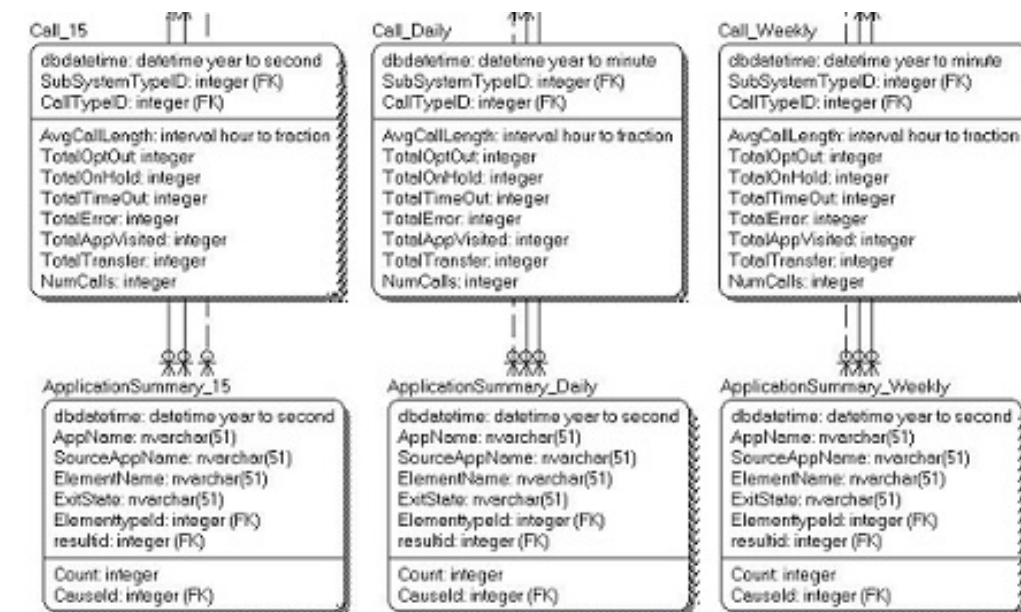 Call_15
dbdatetime: datetime year to second
SubSystemTypeID: integer (FK)
CallTypeID: integer (FK)
AvgCallLength: interval hour to fraction
TotalOptOut: integer
TotalOnHold: integer
TotalTimeOut: integer
TotalError: integer
TotalAppVisited: integer
TotalTransfer: integer
NumCalls: integer
Call_Daily
dbdatetime: datetime year to minute
SubSystemTypeID: integer (FK)
CallTypeID: integer (FK)
AvgCallLength: interval hour to fraction
TotalOptOut: integer
TotalOnHold: integer
TotalTimeOut: integer
TotalError: integer
TotalAppVisited: integer
TotalTransfer: integer
NumCalls: integer
Call_Weekly
dbdatetime: datetime year to minute
SubSystemTypeID: integer (FK)
CallTypeID: integer (FK)
AvgCallLength: interval hour to fraction
TotalOptOut: integer
TotalOnHold: integer
TotalTimeOut: integer
TotalError: integer
TotalAppVisited: integer
TotalTransfer: integer
NumCalls: integer
ApplicationSummary_15
dbdatetime: datetime year to second
AppName: nvarchar(51)
SourceAppName: nvarchar(51)
ElementName: nvarchar(51)
ExitState: nvarchar(51)
ElementtypeId: integer (FK)
resultid: integer (FK)
Count: integer
CauseId: integer (FK)
ApplicationSummary_Daily
dbdatetime: datetime year to second
AppName: nvarchar(51)
SourceAppName: nvarchar(51)
ElementName: nvarchar(51)
ExitState: nvarchar(51)
ElementtypeId: integer (FK)
resultid: integer (FK)
Count: integer
CauseId: integer (FK)
ApplicationSummary_Weekly
dbdatetime: datetime year to second
AppName: nvarchar(51)
SourceAppName: nvarchar(51)
ElementName: nvarchar(51)
ExitState: nvarchar(51)
ElementtypeId: integer (FK)
resultid: integer (FK)
Count: integer
CauseId: integer (FK)